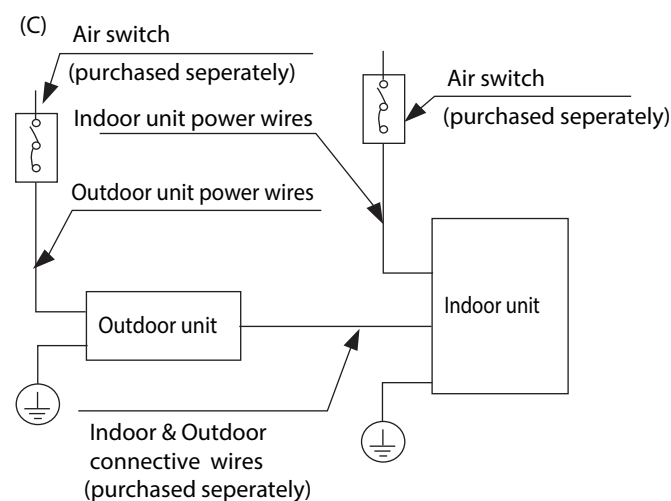 (C)
Air switch
(purchased seperately)
Air switch
(purchased seperately)
Indoor unit power wires
Outdoor unit power wires
Outdoor unit
Indoor unit
Indoor & Outdoor
connective wires
(purchased seperately)